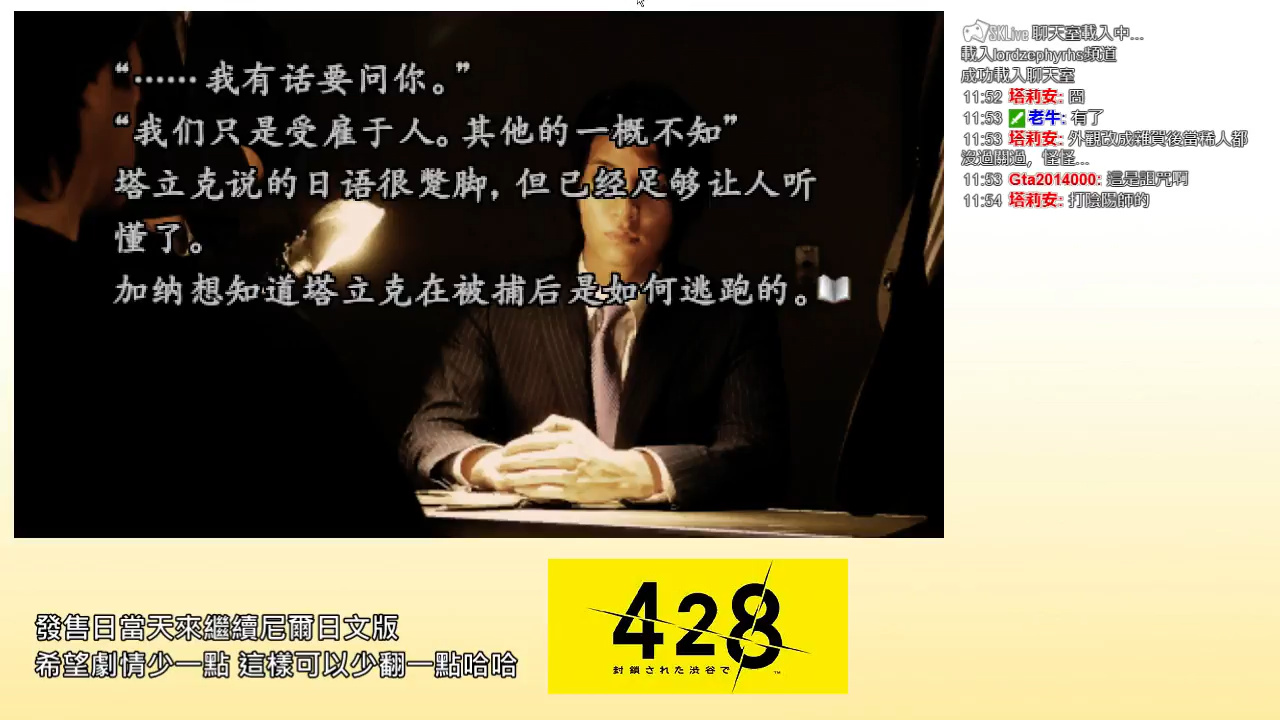 “……我有话要问你。”
“我们只是受雇于人。其他的一概不知”
塔立克说的日语很蹩脚，但已经足够让人听
懂了。
加纳想知道塔立克在被捕后是如何逃跑的。
SKLive 聊天室載入中...
載入lordzephyrhs頻道
成功載入聊天室
11:52 塔莉安: 囧
11:53 老牛: 有了
11:53 塔莉安: 外觀改成雜貨後當稀人都
沒過關過，怪怪...
11:53 Gta2014000: 這是詛咒啊
11:54 塔莉安: 打陰陽師的
發售日當天來繼續尼爾日文版
希望劇情少一點 這樣可以少翻一點哈哈
428
封鎖された渋谷で
™